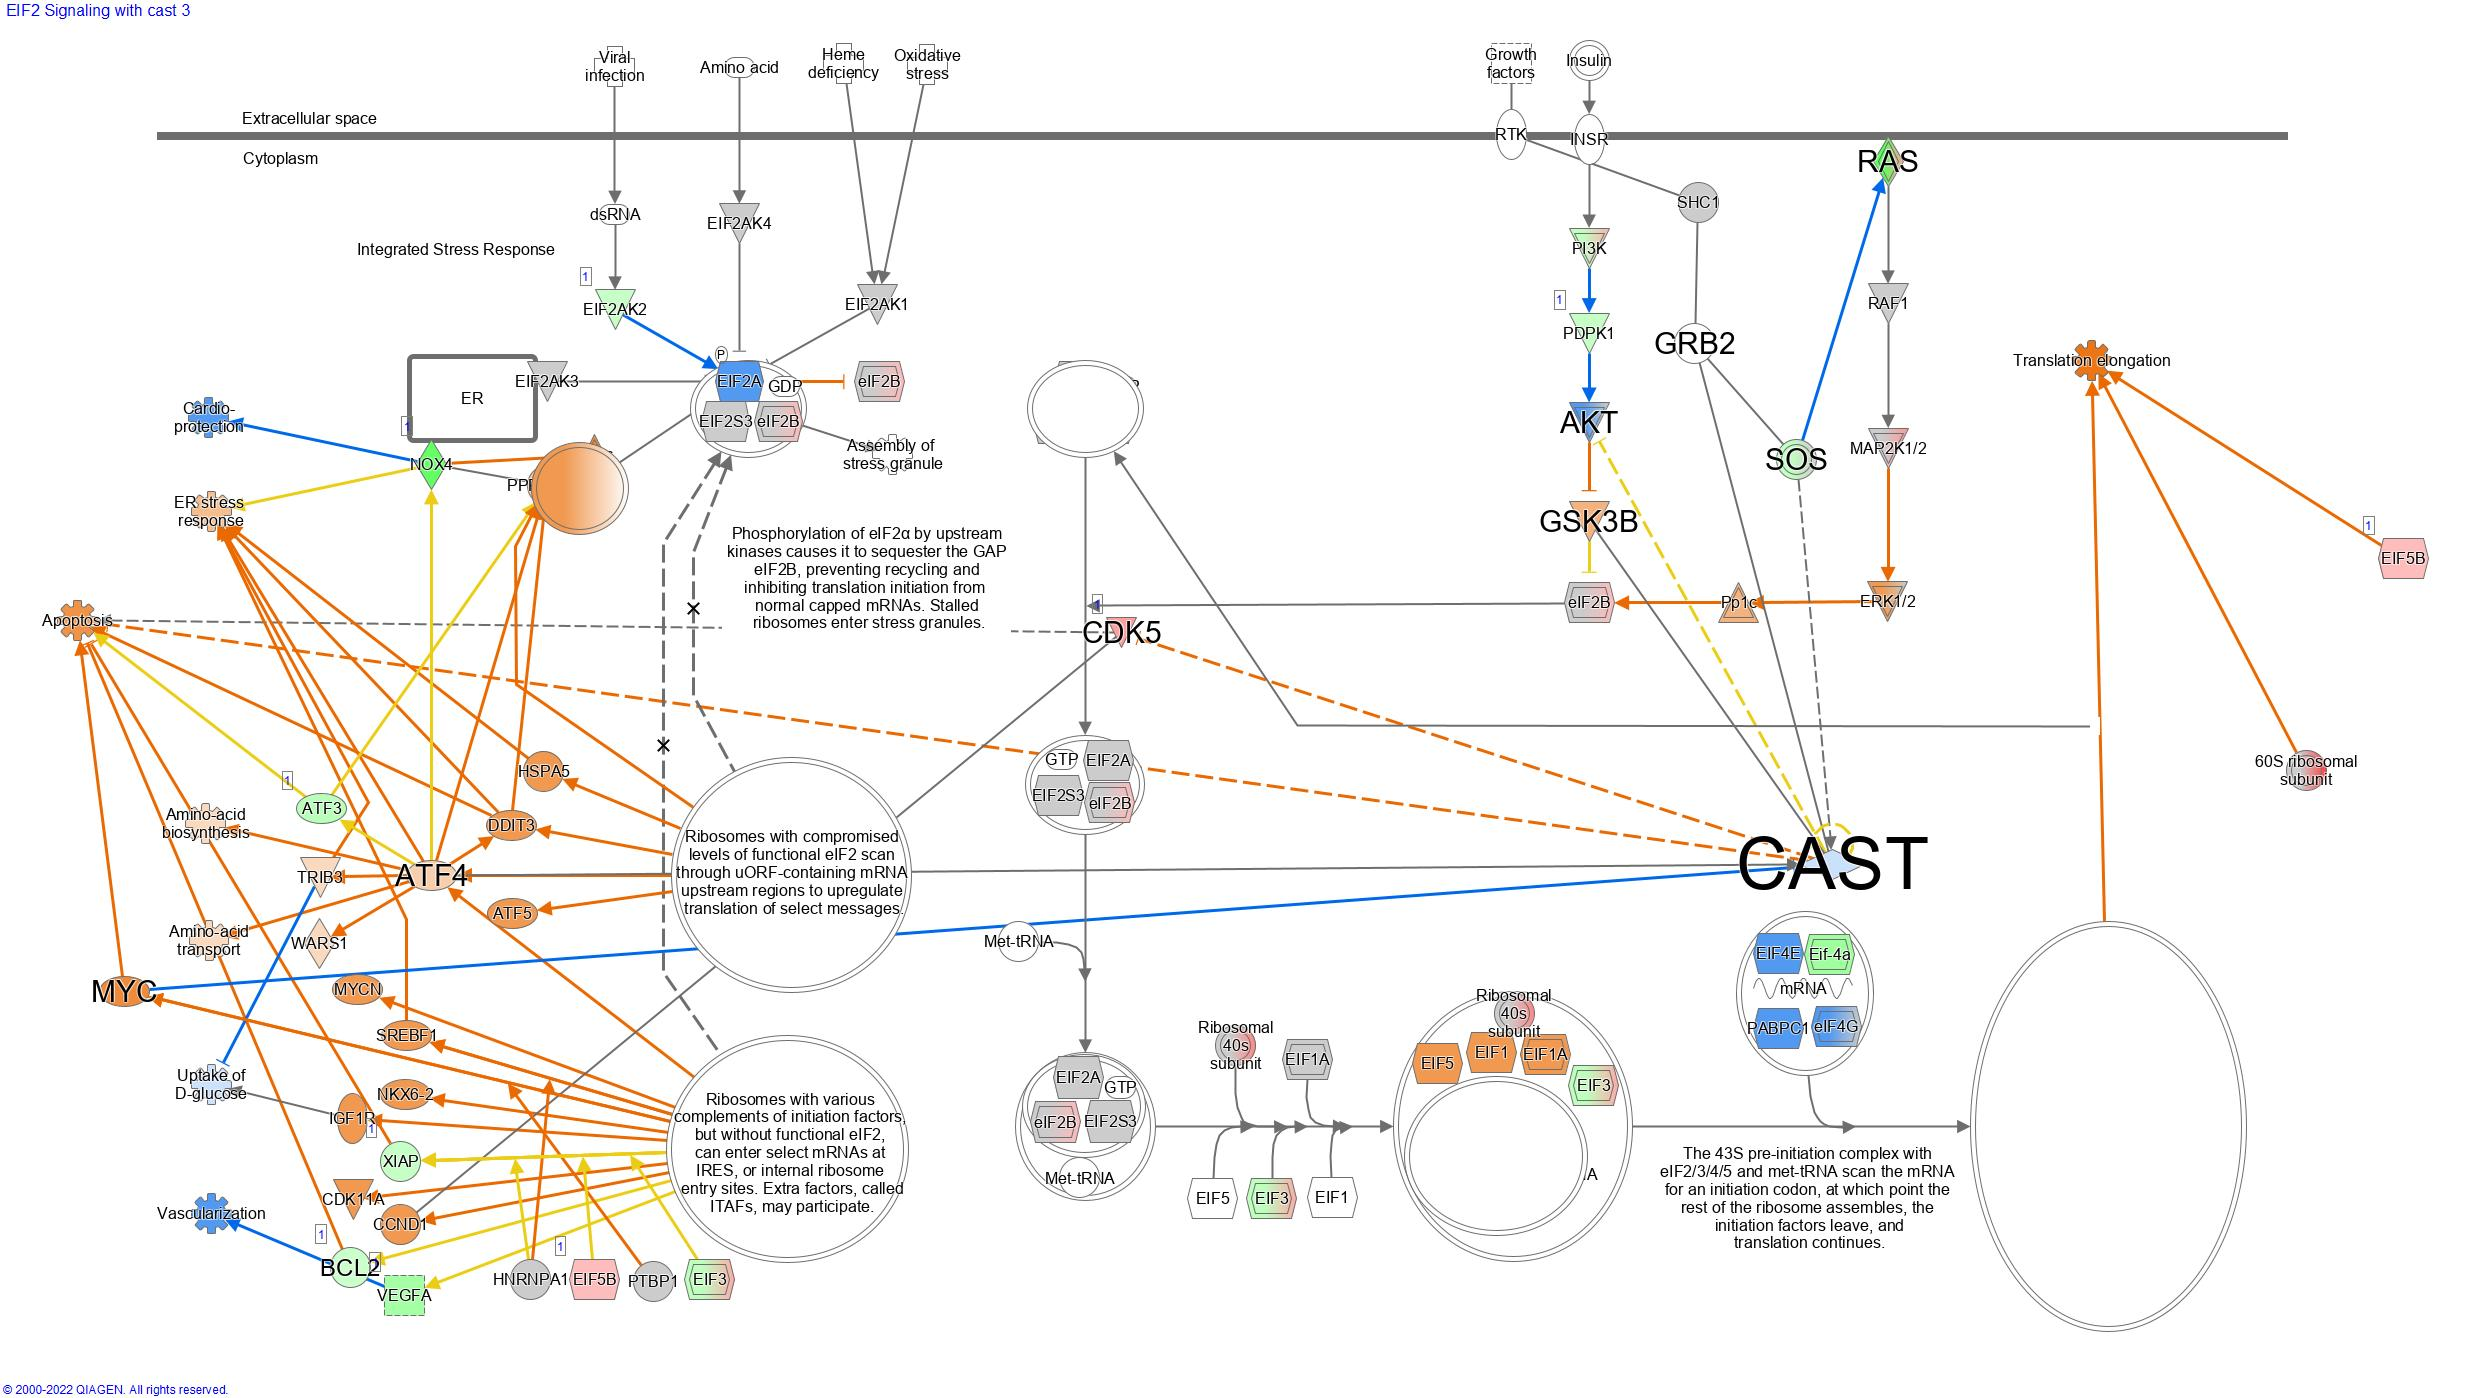 EIF2 Signaling with cast 3
Viral
infection
Amino acid
Heme
deficiency
Oxidative
stress
Growth
factors
Insulin
Extracellular space
Cytoplasm
RTK
INSR
RAS
SHC1
dsRNA
EIF2AK4
Integrated Stress Response
PI3K
1
EIF2AK2
EIF2AK1
1
PDPK1
RAF1
GRB2
P
EIF2AK3
EIF2A
GDP
eIF2B
Translation elongation
ER
Cardio-
protection
1
EIF2S3
eIF2B
AKT
Assembly of
stress granule
MAP2K1/2
SOS
NOX4
ER stress
response
GSK3B
Phosphorylation of eIF2α by upstream
kinases causes it to sequester the GAP
eIF2B, preventing recycling and
inhibiting translation initiation from
normal capped mRNAs. Stalled
ribosomes enter stress granules.
1
EIF5B
1
eIF2B
Pp1c
ERK1/2
Apoptosis
CDK5
HSPA5
GTP
EIF2A
60S ribosomal
subunit
1
ATF3
EIF2S3
eIF2B
Amino-acid
biosynthesis
DDIT3
Ribosomes with compromised
levels of functional eIF2 scan
through uORF-containing mRNA
upstream regions to upregulate
translation of select messages.
CAST
TRIB3
ATF4
ATF5
Amino-acid
transport
WARS1
Met-tRNA
EIF4E
Eif-4a
mRNA
MYC
MYCN
PABPC1
eIF4G
SREBF1
Ribosomal
40s
subunit
EIF1A
Ribosomal
40s
subunit
EIF5
EIF1
EIF1A
EIF3
Uptake of
D-glucose
NKX6-2
EIF2A
GTP
eIF2B
EIF2S3
Met-tRNA
IGF1R
1
Ribosomes with various
complements of initiation factors,
but without functional eIF2,
can enter select mRNAs at
IRES, or internal ribosome
entry sites. Extra factors, called
ITAFs, may participate.
XIAP
CDK11A
EIF5
EIF3
EIF1
The 43S pre-initiation complex with
eIF2/3/4/5 and met-tRNA scan the mRNA
for an initiation codon, at which point the
rest of the ribosome assembles, the
initiation factors leave, and
translation continues.
Vascularization
CCND1
1
1
BCL2
VEGFA
HNRNPA1
EIF5B
PTBP1
EIF3
© 2000-2022 QIAGEN. All rights reserved.